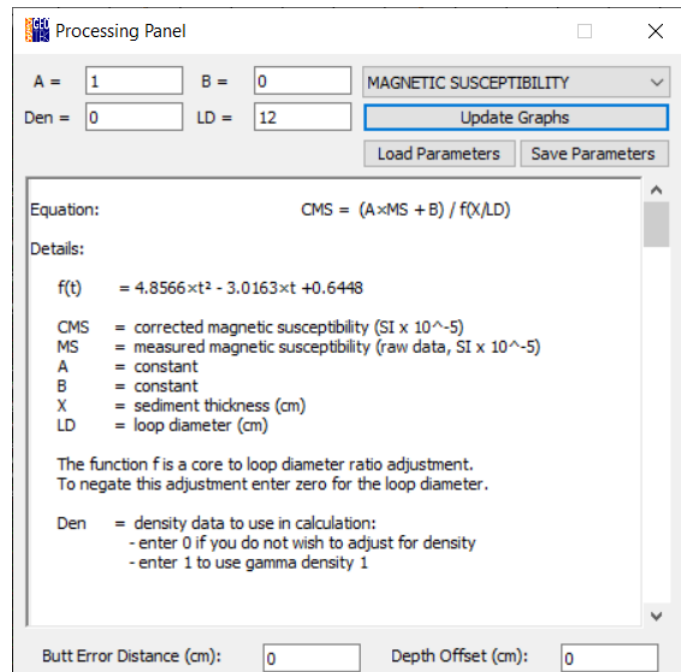 GEO
TEK
Processing Panel
A = 1 B = 0 MAGNETIC SUSCEPTIBILITY
Den = 0 LD = 12 Update Graphs
Load Parameters Save Parameters
Equation: CMS = (A×MS + B) / f(X/LD)
Details:
f(t) = 4.8566×t² - 3.0163×t +0.6448
CMS = corrected magnetic susceptibility (SI x 10^-5)
MS = measured magnetic susceptibility (raw data, SI x 10^-5)
A = constant
B = constant
X = sediment thickness (cm)
LD = loop diameter (cm)
The function f is a core to loop diameter ratio adjustment.
To negate this adjustment enter zero for the loop diameter.
Den = density data to use in calculation:
- enter 0 if you do not wish to adjust for density
- enter 1 to use gamma density 1
Butt Error Distance (cm): 0 Depth Offset (cm): 0